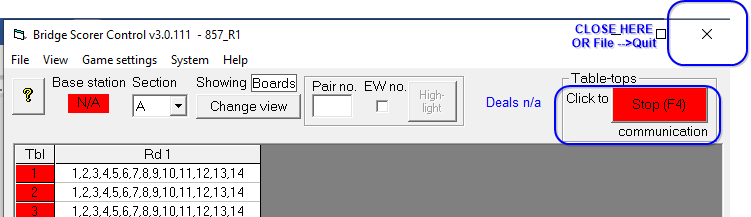 Bridge Scorer Control v3.0.111 - 857_R1
CLOSE HERE
OR File -->Quit
File View Game settings System Help
? Base station Section Showing Boards Pair no. EW no. Table-tops
N/A A Change view High-
light Deals n/a Click to Stop (F4)
communication
Tbl Rd 1
1 1,2,3,4,5,6,7,8,9,10,11,12,13,14
2 1,2,3,4,5,6,7,8,9,10,11,12,13,14
3 1,2,3,4,5,6,7,8,9,10,11,12,13,14